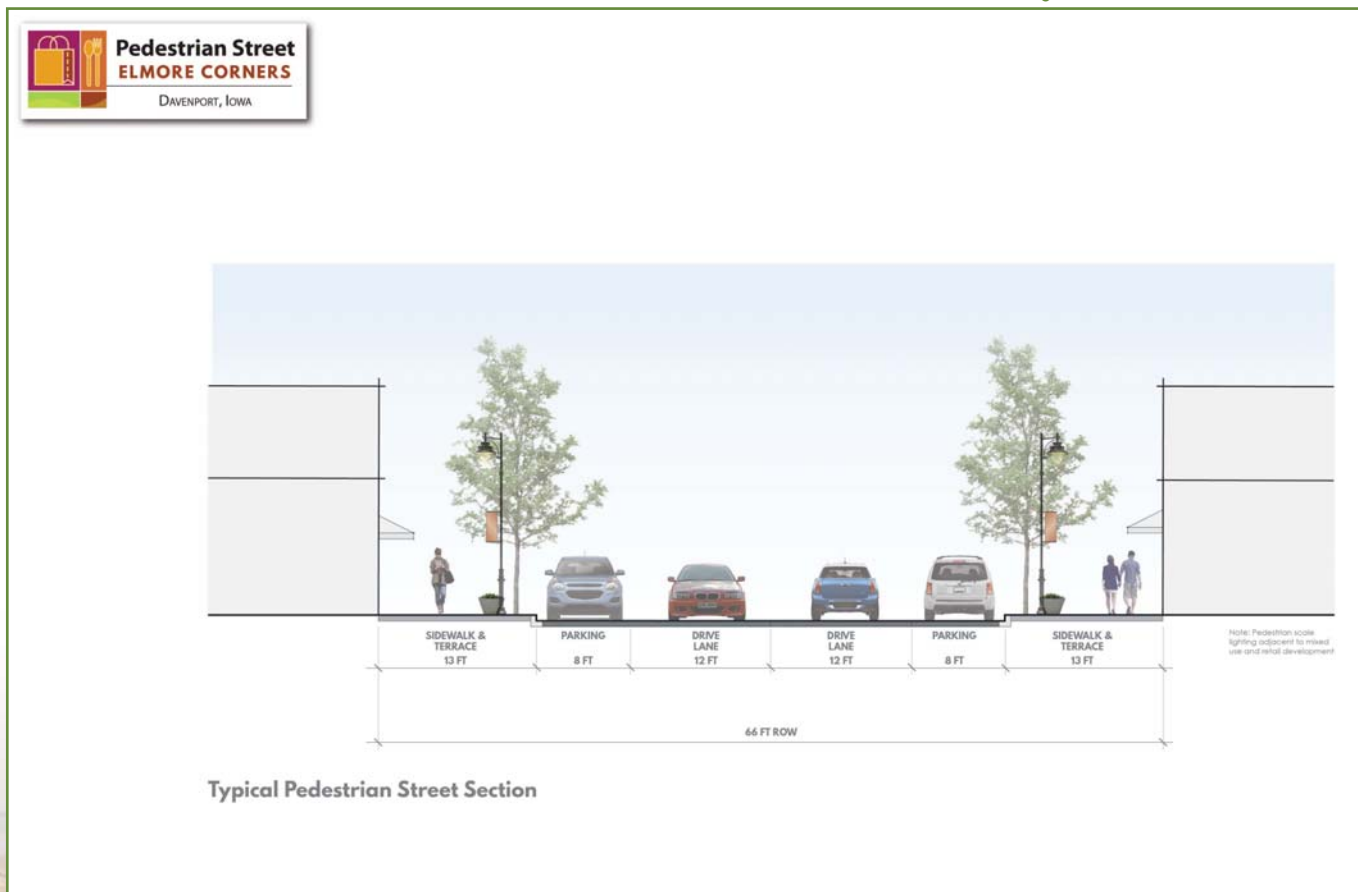 Pedestrian Street
ELMORE CORNERS
DAVENPORT, IOWA
SIDEWALK &
TERRACE
13 FT
PARKING
8 FT
DRIVE
LANE
12 FT
DRIVE
LANE
12 FT
PARKING
8 FT
SIDEWALK &
TERRACE
13 FT
Note: Pedestrian scale
lighting adjacent to mixed
use and retail development
66 FT ROW
Typical Pedestrian Street Section